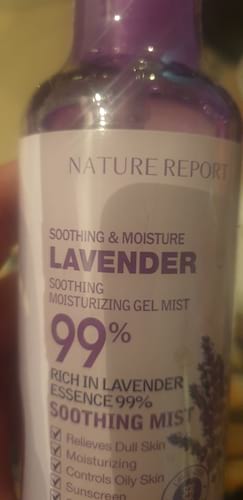 NATURE REPORT
SOOTHING & MOISTURE
LAVENDER
SOOTHING
MOISTURIZING GEL MIST
99%
RICH IN LAVENDER
ESSENCE 99%
SOOTHING MIST
Relieves Dull Skin
Moisturizing
Controls Oily Skin
Sunscreen